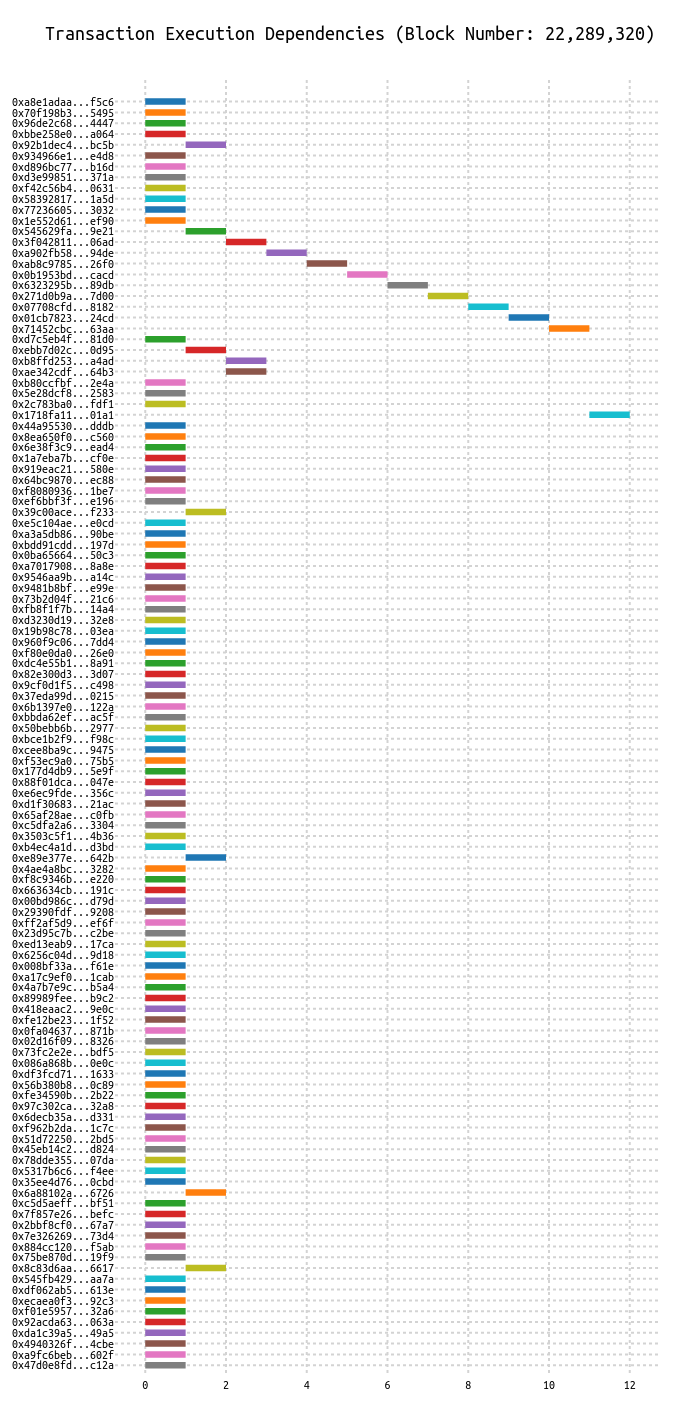 Transaction Execution Dependencies (Block Number: 22,289,320)
0xa8e1adaa...f5c6
0x70f198b3...5495
0x96de2c68...4447
0xbbe258e0...a064
0x92b1dec4...bc5b
0x934966e1...e4d8
0xd896bc77...b16d
0xd3e99851...371a
0xf42c56b4...0631
0x58392817...1a5d
0x77236605...3032
0x1e552d61...ef90
0x545629fa...9e21
0x3f042811...06ad
0xa902fb58...94de
0xab8c9785...26f0
0x0b1953bd...cacd
0x6323295b...89db
0x271d0b9a...7d00
0x07708cfd...8182
0x01cb7823...24cd
0x71452cbc...63aa
0xd7c5eb4f...81d0
0xebb7d02c...0d95
0xb8ffd253...a4ad
0xae342cdf...64b3
0xb80ccfbf...2e4a
0x5e28dcf8...2583
0x2c783ba0...fdf1
0x1718fa11...01a1
0x44a95530...dddb
0x8ea650f0...c560
0x6e38f3c9...ead4
0x1a7eba7b...cf0e
0x919eac21...580e
0x64bc9870...ec88
0xf8080936...1be7
0xef6bbf3f...e196
0x39c00ace...f233
0xe5c104ae...e0cd
0xa3a5db86...90be
0xbdd91cdd...197d
0x0ba65664...50c3
0xa7017908...8a8e
0x9546aa9b...a14c
0x9481b8bf...e99e
0x73b2d04f...21c6
0xfb8f1f7b...14a4
0xd3230d19...32e8
0x19b98c78...03ea
0x960f9c06...7dd4
0xf80e0da0...26e0
0xdc4e55b1...8a91
0x82e300d3...3d07
0x9cf0d1f5...c498
0x37eda99d...0215
0x6b1397e0...122a
0xbbda62ef...ac5f
0x50bebb6b...2977
0xbce1b2f9...f98c
0xcee8ba9c...9475
0xf53ec9a0...75b5
0x177d4db9...5e9f
0x88f01dca...047e
0xe6ec9fde...356c
0xd1f30683...21ac
0x65af28ae...c0fb
0xc5dfa2a6...3304
0x3503c5f1...4b36
0xb4ec4a1d...d3bd
0xe89e377e...642b
0x4ae4a8bc...3282
0xf8c9346b...e220
0x663634cb...191c
0x00bd986c...d79d
0x29390fdf...9208
0xff2af5d9...ef6f
0x23d95c7b...c2be
0xed13eab9...17ca
0x6256c04d...9d18
0x008bf33a...f61e
0xa17c9ef0...1cab
0x4a7b7e9c...b5a4
0x89989fee...b9c2
0x418eaac2...9e0c
0xfe12be23...1f52
0x0fa04637...871b
0x02d16f09...8326
0x73fc2e2e...bdf5
0x086a868b...0e0c
0xdf3fcd71...1633
0x56b380b8...0c89
0xfe34590b...2b22
0x97c302ca...32a8
0x6decb35a...d331
0xf962b2da...1c7c
0x51d72250...2bd5
0x45eb14c2...d824
0x78dde355...07da
0x5317b6c6...f4ee
0x35ee4d76...0cbd
0x6a88102a...6726
0xc5d5aeff...bf51
0x7f857e26...befc
0x2bbf8cf0...67a7
0x7e326269...73d4
0x884cc120...f5ab
0x75be870d...19f9
0x8c83d6aa...6617
0x545fb429...aa7a
0xdf062ab5...613e
0xecaea0f3...92c3
0xf01e5957...32a6
0x92acda63...063a
0xda1c39a5...49a5
0x4940326f...4cbe
0xa9fc6beb...602f
0x47d0e8fd...c12a
0 2 4 6 8 10 12